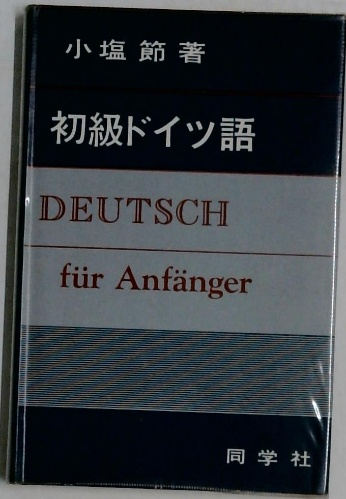 小塩 節 著
初級ドイツ語
DEUTSCH
für Anfänger
同学社